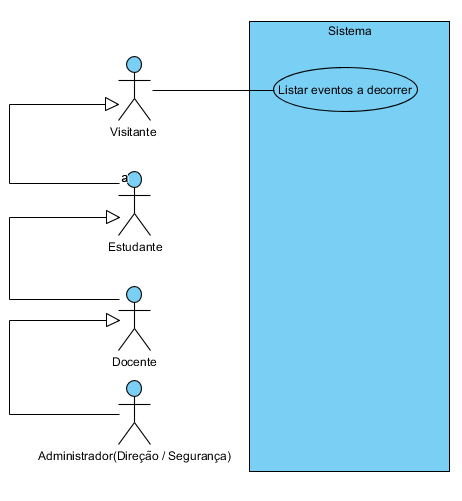 Sistema
Listar eventos a decorrer
Visitante
a
Estudante
Docente
Administrador(Direção / Segurança)